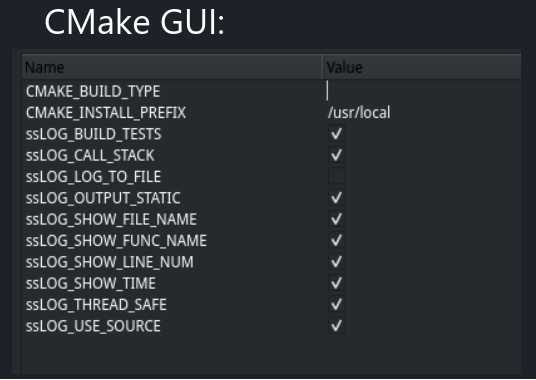 CMake GUI:
Name Value
CMAKE_BUILD_TYPE
CMAKE_INSTALL_PREFIX /usr/local
ssLOG_BUILD_TESTS
ssLOG_CALL_STACK
ssLOG_LOG_TO_FILE
ssLOG_OUTPUT_STATIC
ssLOG_SHOW_FILE_NAME
ssLOG_SHOW_FUNC_NAME
ssLOG_SHOW_LINE_NUM
ssLOG_SHOW_TIME
ssLOG_THREAD_SAFE
ssLOG_USE_SOURCE